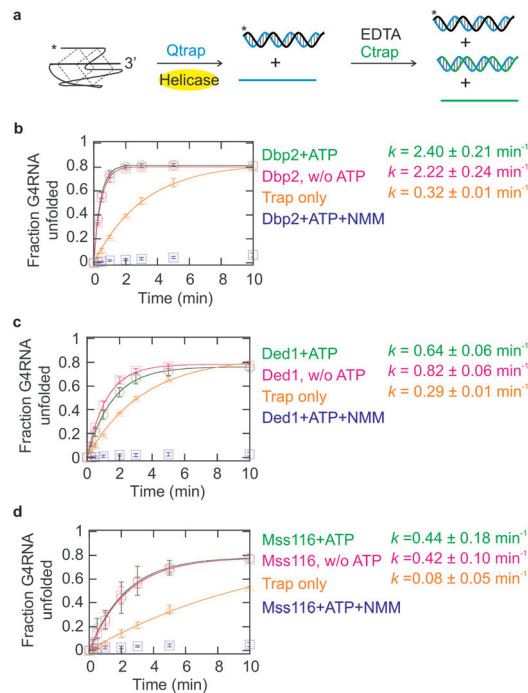 a
* 3' Qtrap Helicase * + EDTA Ctrap * + +
b
Fraction G4RNA unfolded
1
0.8
0.6
0.4
0.2
0
0 2 4 6 8 10
Time (min)
Dbp2+ATP k = 2.40 ± 0.21 min-1
Dbp2, w/o ATP k = 2.22 ± 0.24 min-1
Trap only k = 0.32 ± 0.01 min-1
Dbp2+ATP+NMM
c
Fraction G4RNA unfolded
1
0.8
0.6
0.4
0.2
0
0 2 4 6 8 10
Time (min)
Ded1+ATP k = 0.64 ± 0.06 min-1
Ded1, w/o ATP k = 0.82 ± 0.06 min-1
Trap only k = 0.29 ± 0.01 min-1
Ded1+ATP+NMM
d
Fraction G4RNA unfolded
1
0.8
0.6
0.4
0.2
0
0 2 4 6 8 10
Time (min)
Mss116+ATP k =0.44 ± 0.18 min-1
Mss116, w/o ATP k =0.42 ± 0.10 min-1
Trap only k =0.08 ± 0.05 min-1
Mss116+ATP+NMM